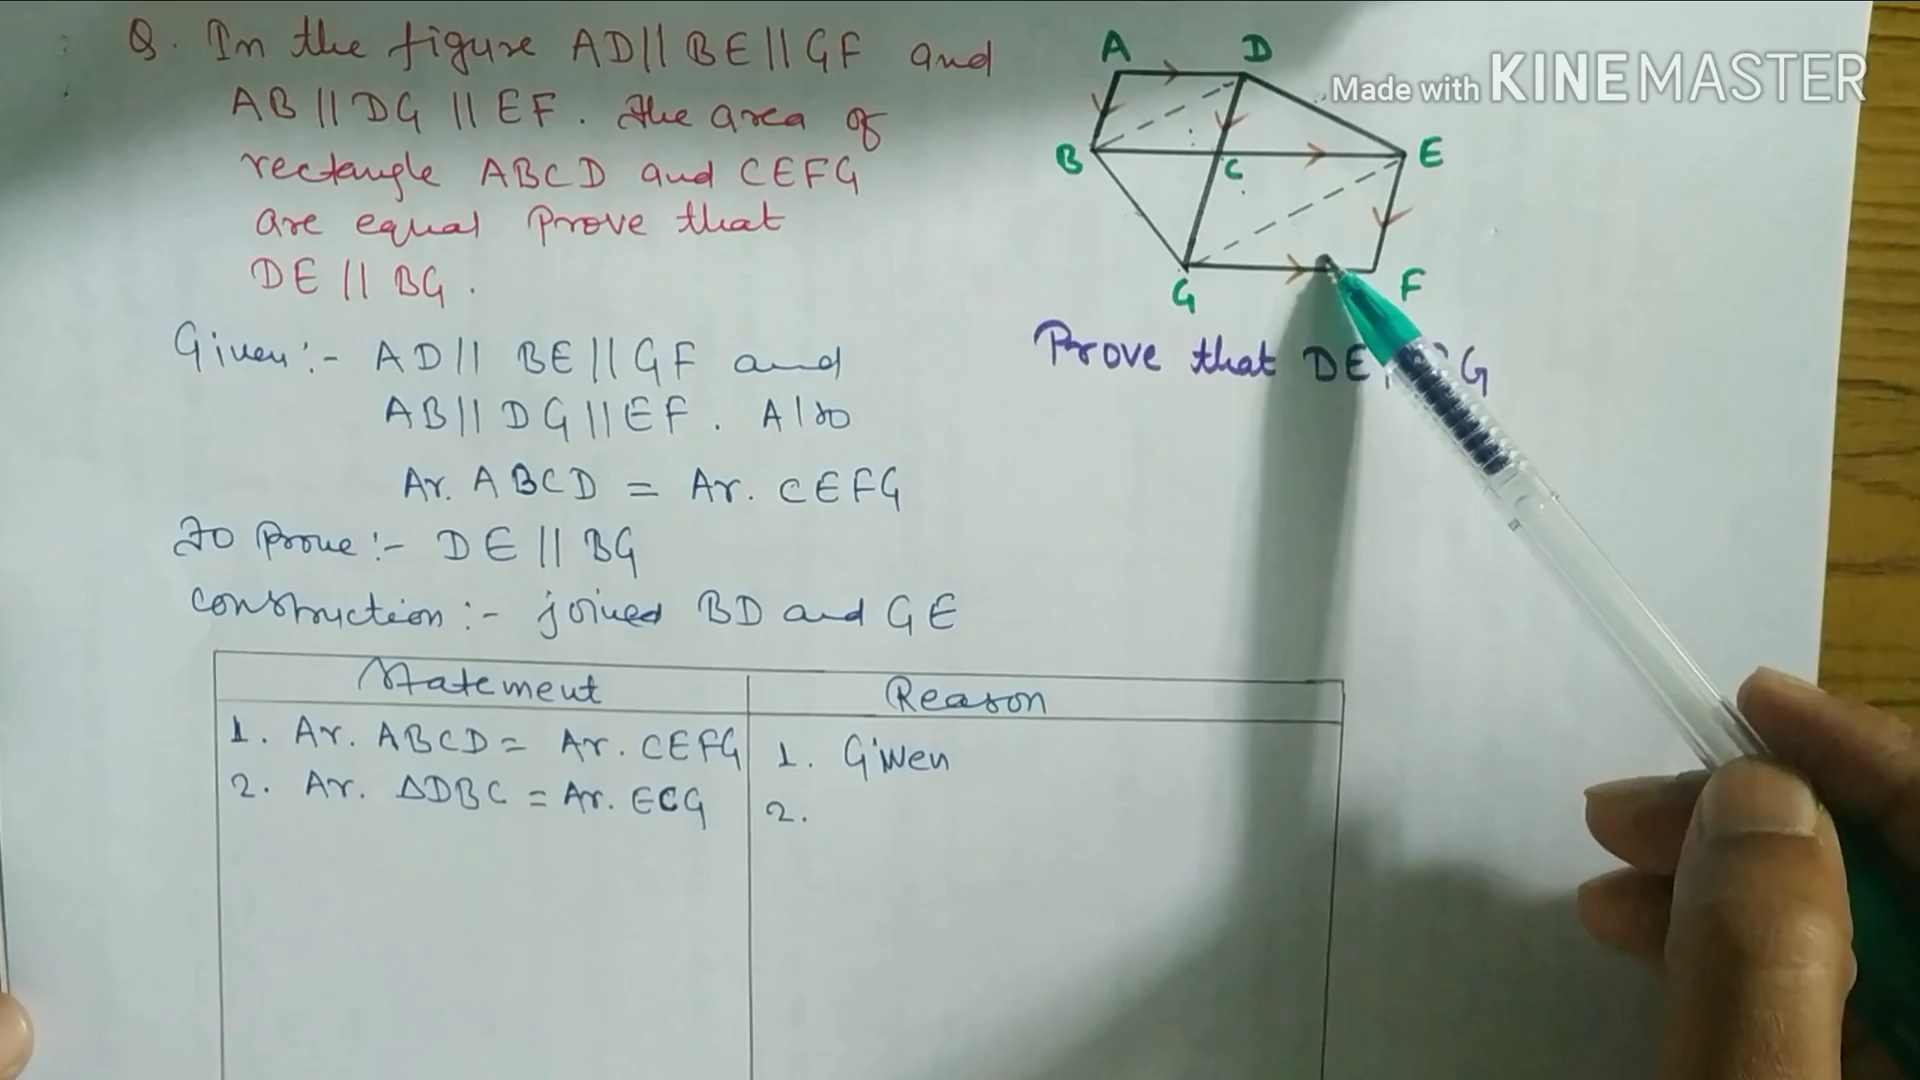 Q. In the figure AD|| BE|| GF and
AB || DG || EF. The area of
rectangle ABCD and CEFG
are equal Prove that
DE || BG.
A D
B C E
G F
Made with KINEMASTER
Prove that DE G
Given:- AD|| BE|| GF and
AB|| DG||EF. Also
Ar. ABCD = Ar. CEFG
To prove:- DE || BG
construction:- joined BD and GE
Statement Reason
1. Ar. ABCD = Ar. CEFG 1. Given
2. Ar. ΔDBC = Ar. ECG 2.